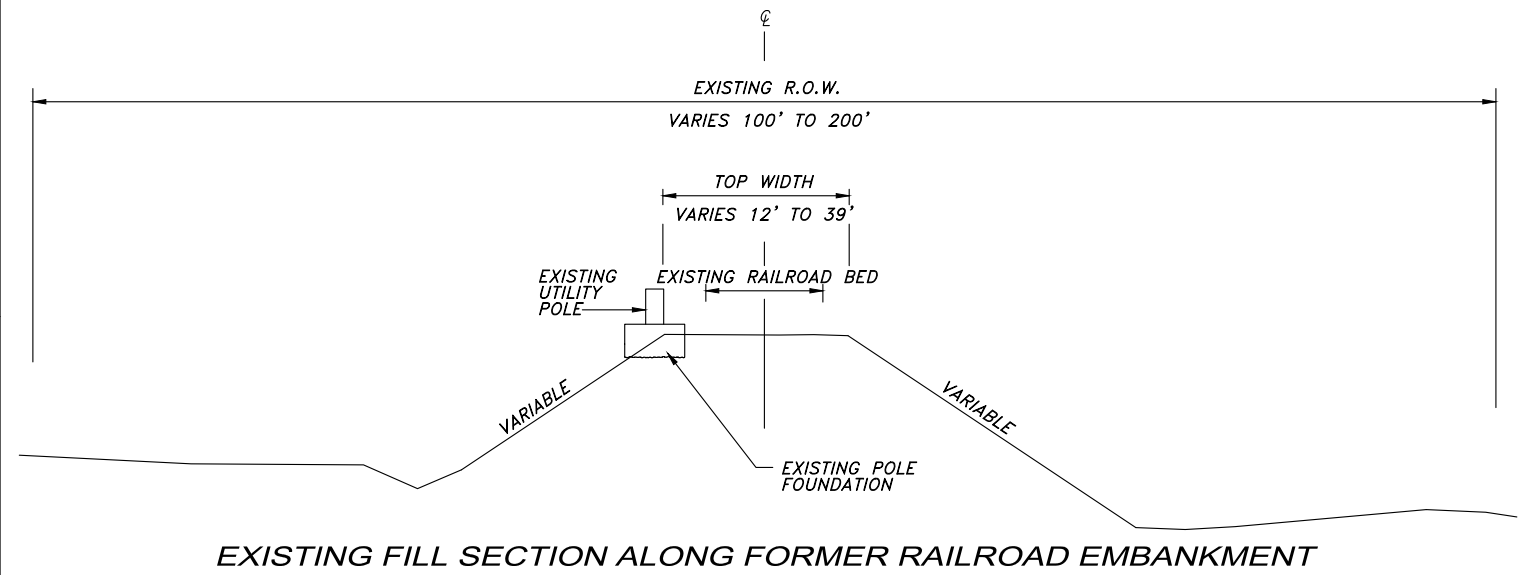 ℄
EXISTING R.O.W.
VARIES 100' TO 200'
TOP WIDTH
VARIES 12' TO 39'
EXISTING
UTILITY
POLE
EXISTING RAILROAD BED
VARIABLE
VARIABLE
EXISTING POLE
FOUNDATION
EXISTING FILL SECTION ALONG FORMER RAILROAD EMBANKMENT